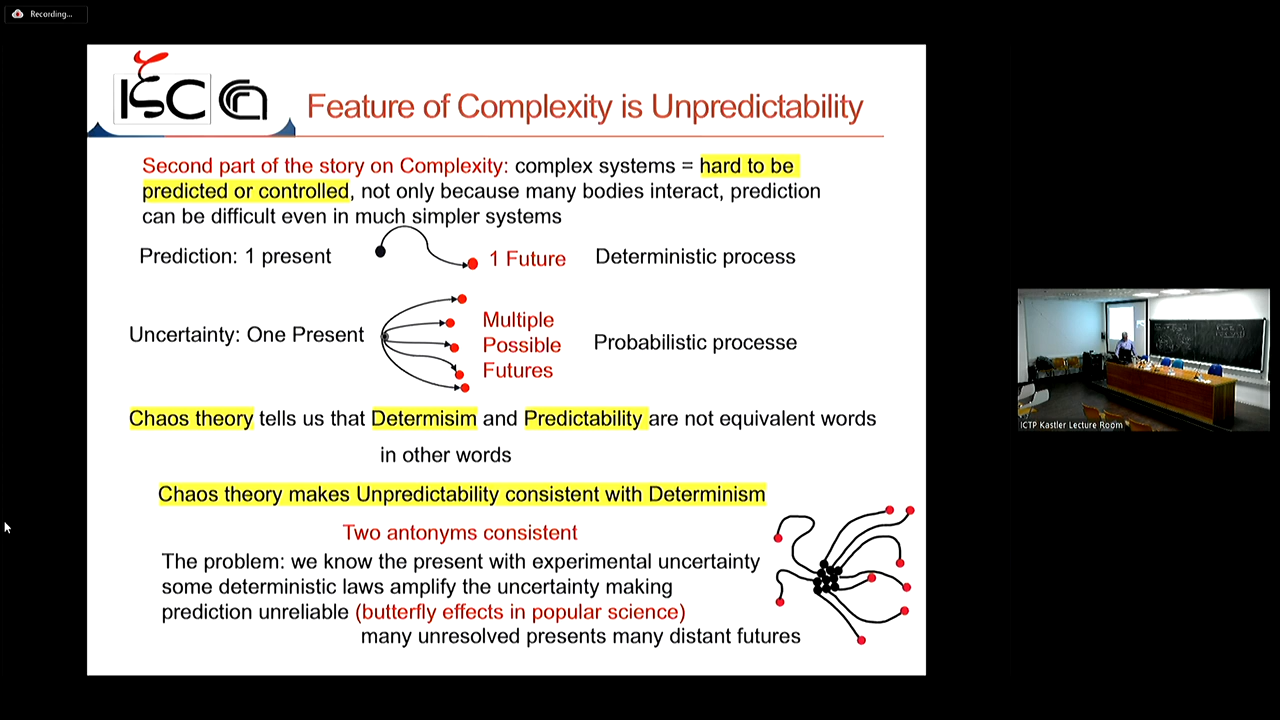 Recording...
ISC CNR
Feature of Complexity is Unpredictability
Second part of the story on Complexity: complex systems = hard to be
predicted or controlled, not only because many bodies interact, prediction
can be difficult even in much simpler systems
Prediction: 1 present
1 Future
Deterministic process
Uncertainty: One Present
Multiple
Possible
Futures
Probabilistic processe
Chaos theory tells us that Determisim and Predictability are not equivalent words
in other words
Chaos theory makes Unpredictability consistent with Determinism
Two antonyms consistent
The problem: we know the present with experimental uncertainty
some deterministic laws amplify the uncertainty making
prediction unreliable (butterfly effects in popular science)
many unresolved presents many distant futures
ICTP Kastler Lecture Room